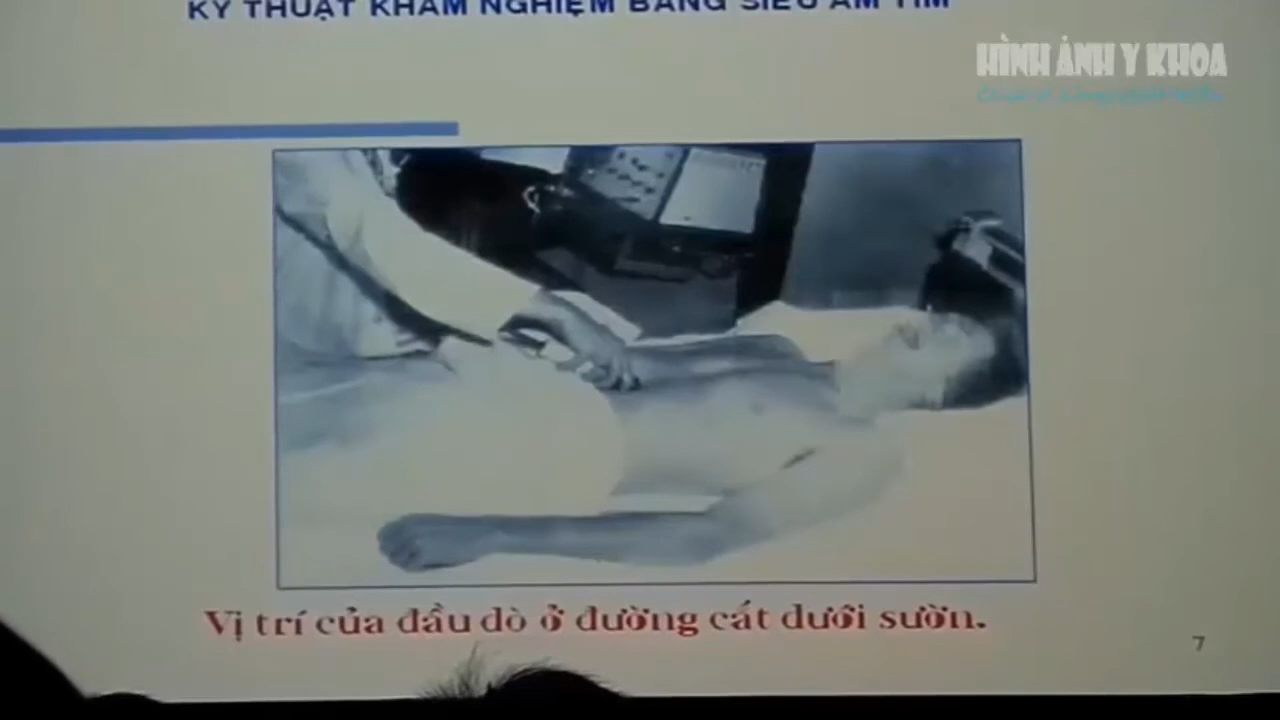 KỸ THUẬT KHÁM NGHIỆM BẰNG SIÊU ÂM TIM
HÌNH ẢNH Y KHOA
Vị trí của đầu dò ở đường cắt dưới sườn.
7